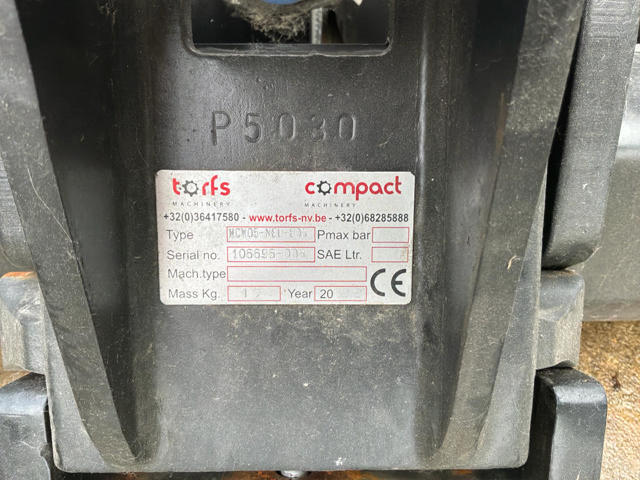 P5030
torfs compact
MACHINERY MACHINERY
+32(0)36417580 - www.torfs-nv.be - +32(0)68285888
Type Pmax bar
Serial no. SAE Ltr.
Mach.type
Mass Kg. Year 20
CE